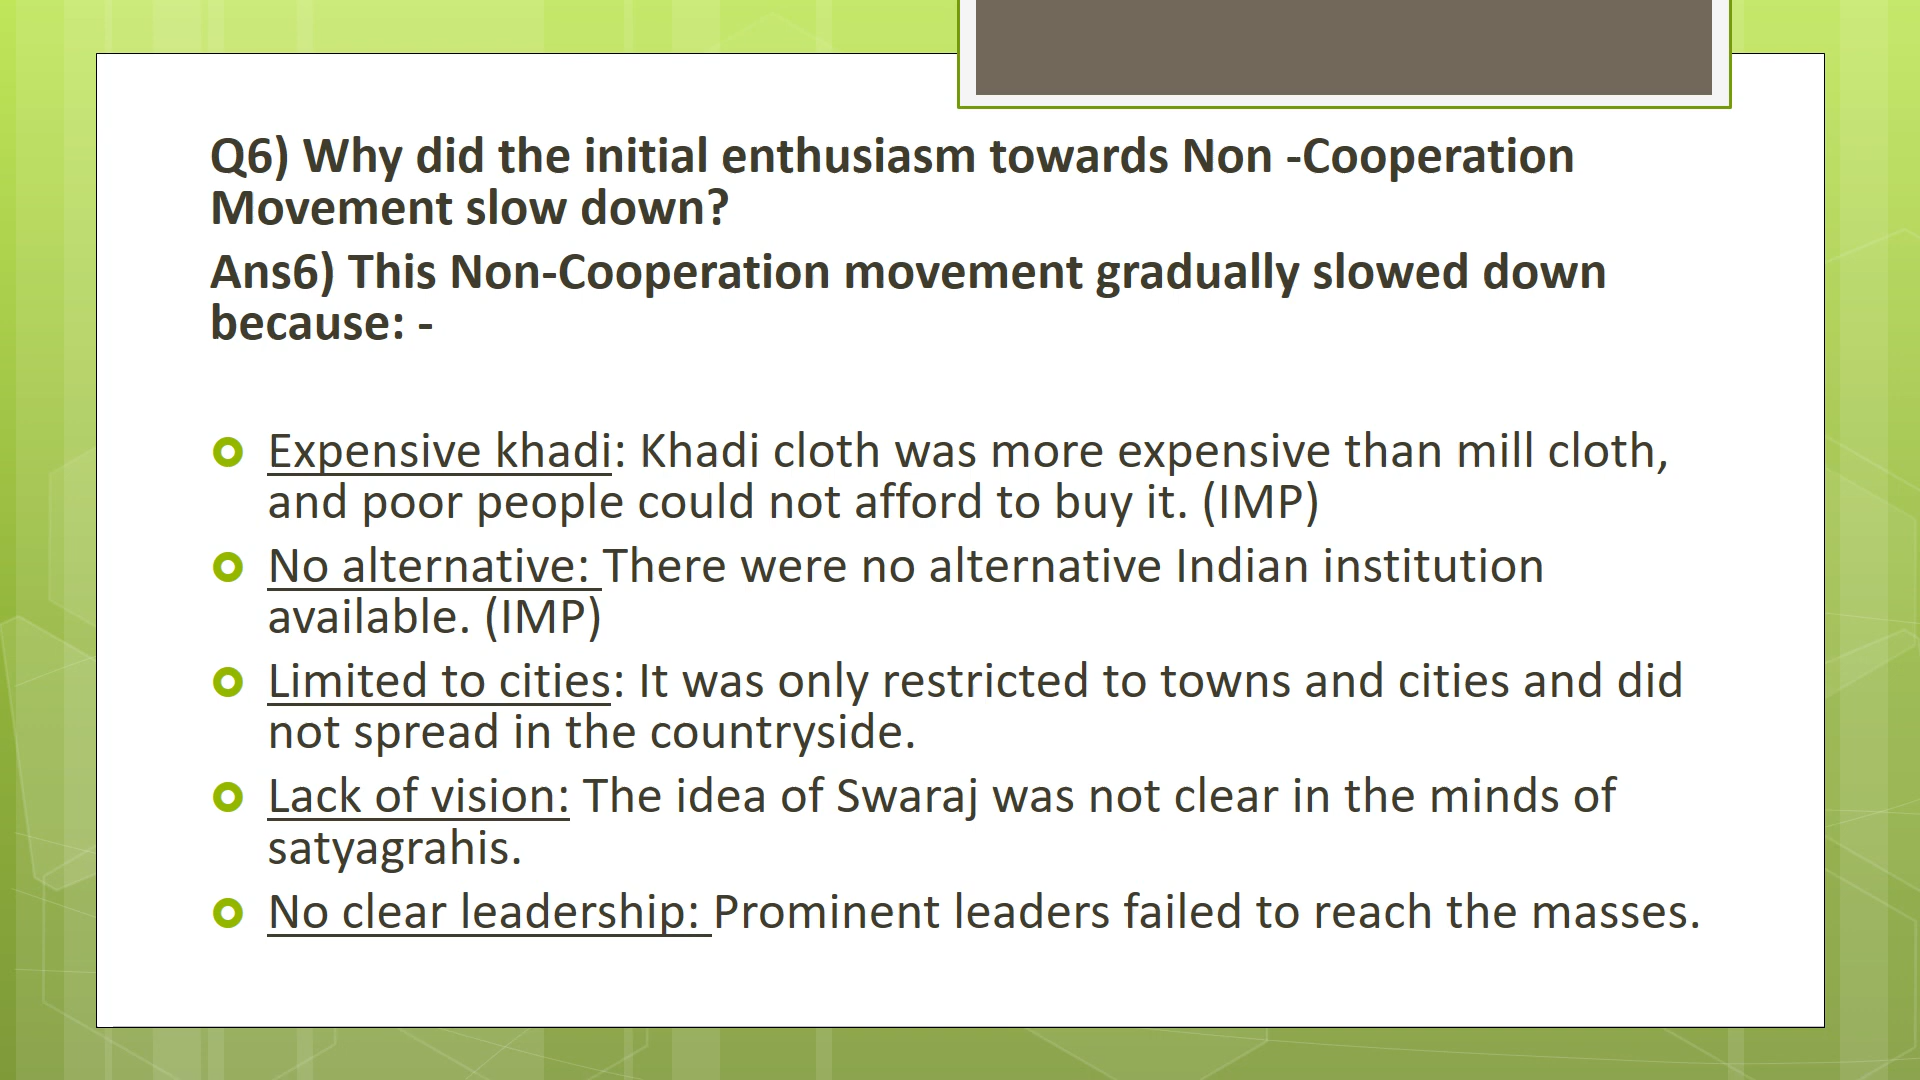 Q6) Why did the initial enthusiasm towards Non -Cooperation
Movement slow down?
Ans6) This Non-Cooperation movement gradually slowed down
because: -
Expensive khadi: Khadi cloth was more expensive than mill cloth,
and poor people could not afford to buy it. (IMP)
No alternative: There were no alternative Indian institution
available. (IMP)
Limited to cities: It was only restricted to towns and cities and did
not spread in the countryside.
Lack of vision: The idea of Swaraj was not clear in the minds of
satyagrahis.
No clear leadership: Prominent leaders failed to reach the masses.